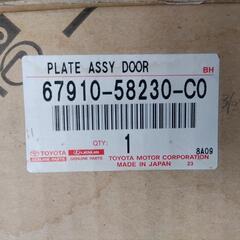 PLATE ASSY DOOR
BH
67910-58230-C0
QTY:
1
8A09
TOYOTA LEXUS
GENUINE PARTS GENUINE PARTS
TOYOTA MOTOR CORPORATION
MADE IN JAPAN 23